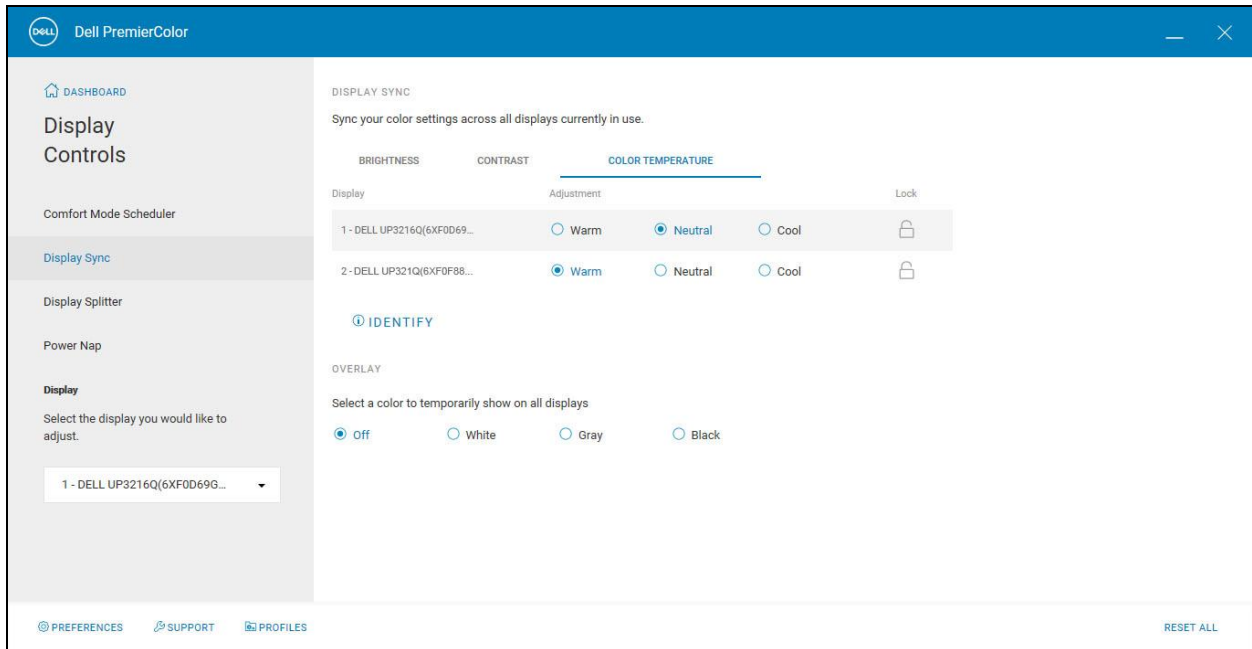 DELL
Dell PremierColor
DASHBOARD
Display
Controls
Comfort Mode Scheduler
Display Sync
Display Splitter
Power Nap
Display
Select the display you would like to
adjust.
1 - DELL UP3216Q(6XF0D69G...
DISPLAY SYNC
Sync your color settings across all displays currently in use.
BRIGHTNESS CONTRAST COLOR TEMPERATURE
Display Adjustment Lock
1 - DELL UP3216Q(6XF0D69... Warm Neutral Cool
2 - DELL UP321Q(6XF0F88... Warm Neutral Cool
IDENTIFY
OVERLAY
Select a color to temporarily show on all displays
Off White Gray Black
PREFERENCES SUPPORT PROFILES RESET ALL